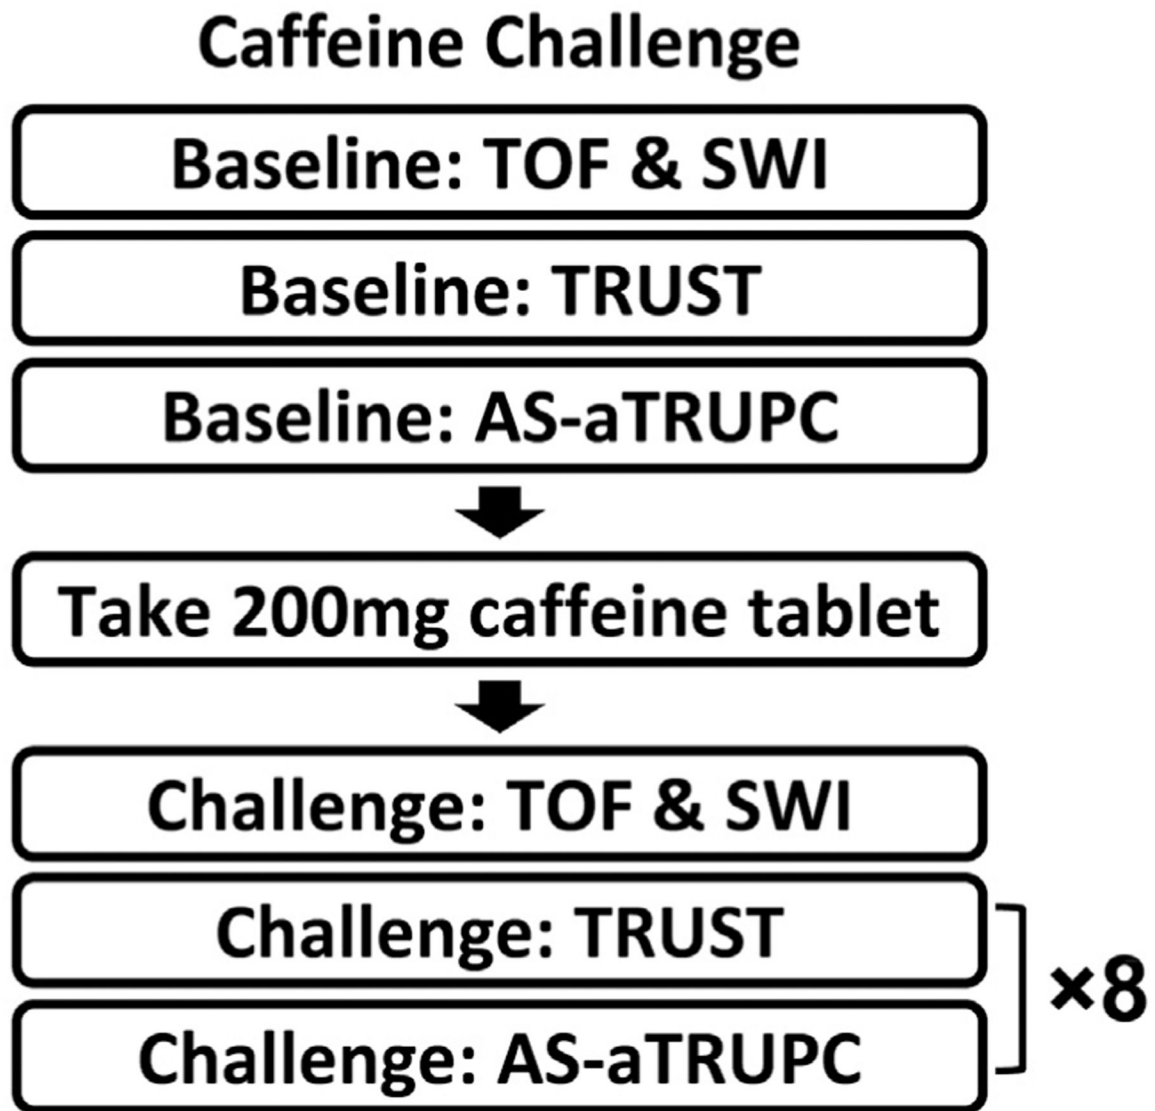 Caffeine Challenge
Baseline: TOF & SWI
Baseline: TRUST
Baseline: AS-aTRUPC
Take 200mg caffeine tablet
Challenge: TOF & SWI
Challenge: TRUST
×8
Challenge: AS-aTRUPC